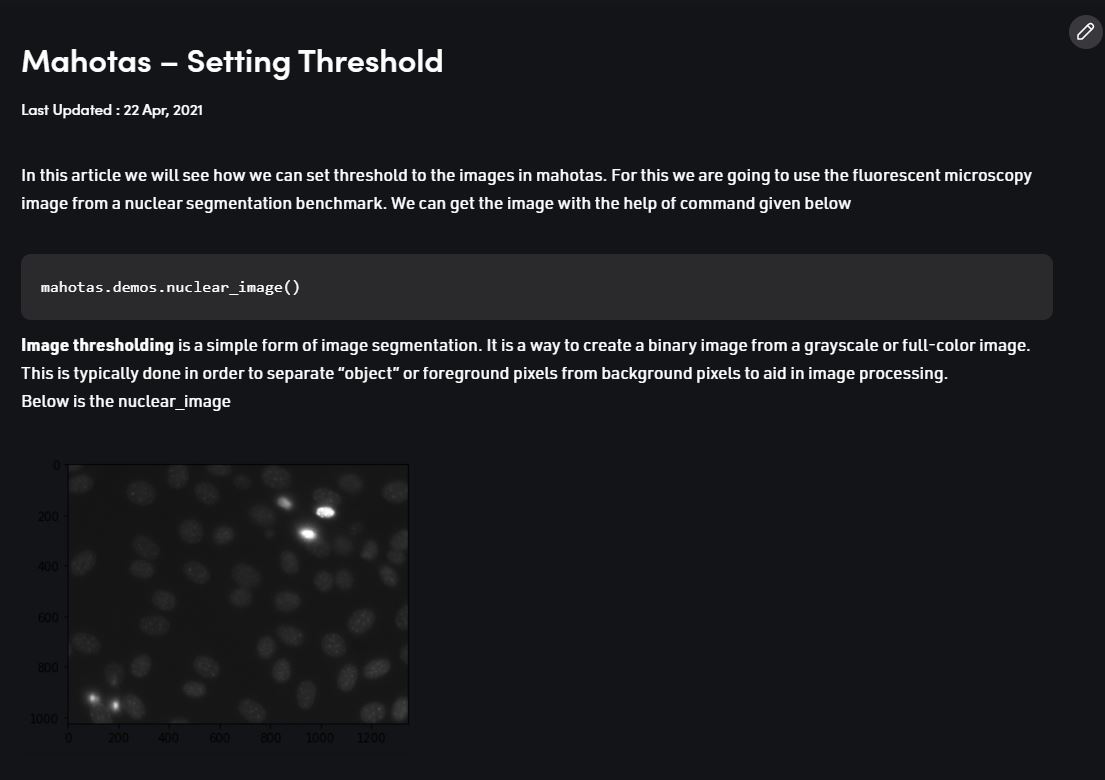 Mahotas – Setting Threshold
Last Updated : 22 Apr, 2021
In this article we will see how we can set threshold to the images in mahotas. For this we are going to use the fluorescent microscopy
image from a nuclear segmentation benchmark. We can get the image with the help of command given below
mahotas.demos.nuclear_image()
Image thresholding is a simple form of image segmentation. It is a way to create a binary image from a grayscale or full-color image.
This is typically done in order to separate “object“ or foreground pixels from background pixels to aid in image processing.
Below is the nuclear_image
0
200
400
600
800
1000
0 200 400 600 800 1000 1200